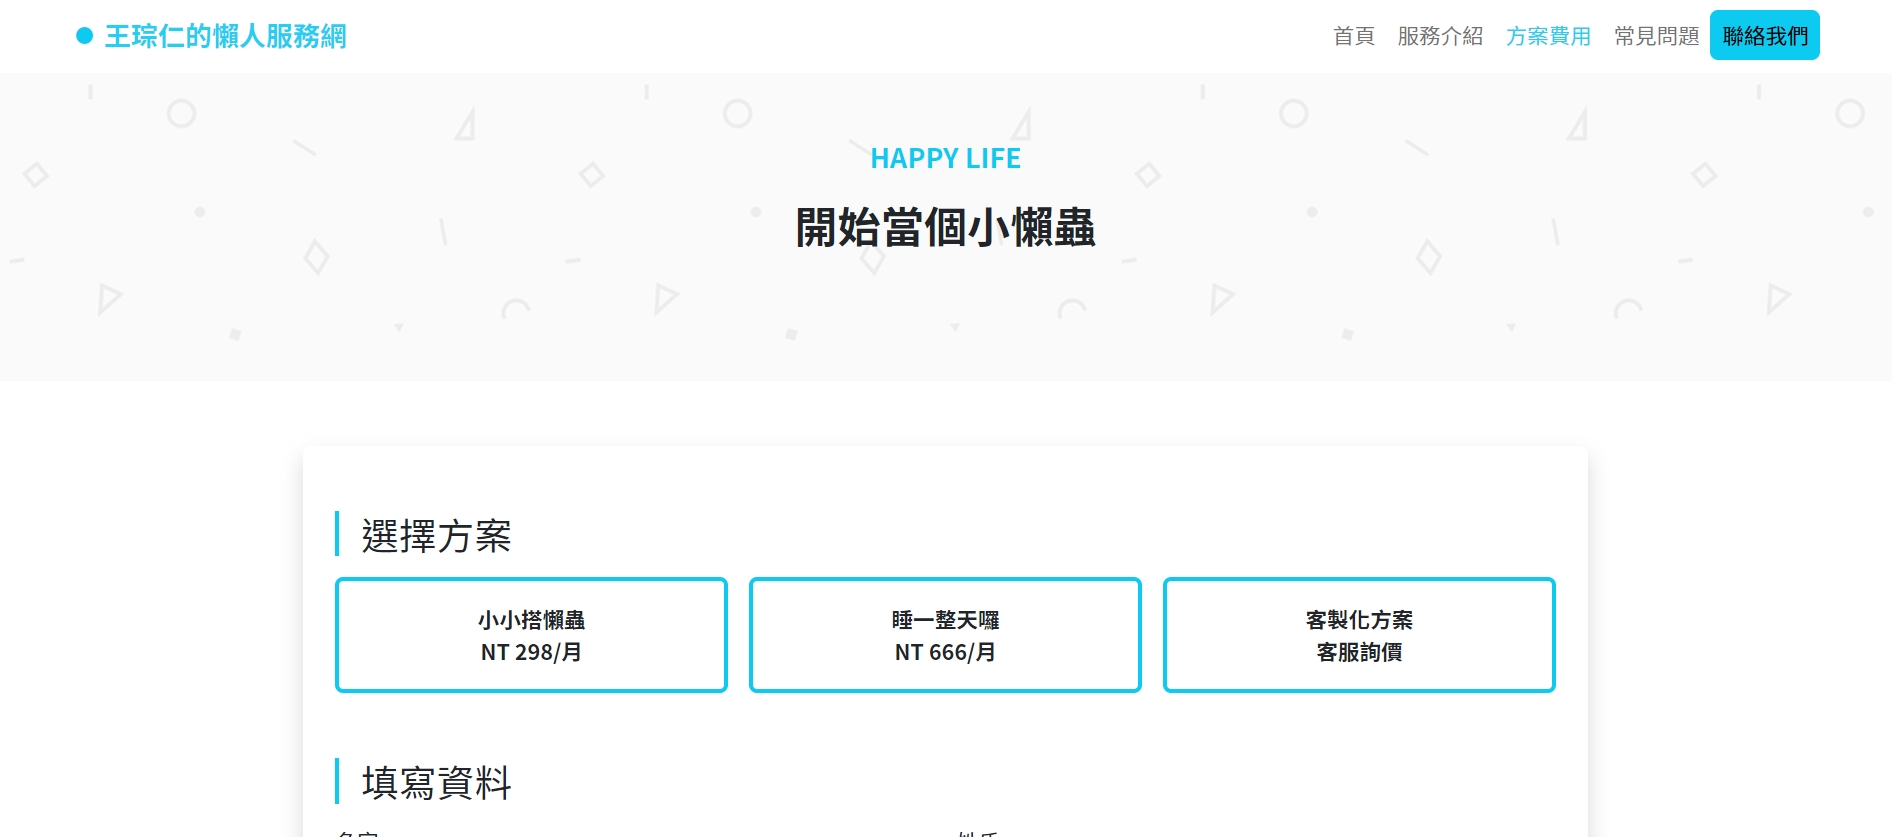 王琮仁的懶人服務網
首頁 服務介紹 方案費用 常見問題 聯絡我們
HAPPY LIFE
開始當個小懶蟲
選擇方案
小小搭懶蟲
NT 298/月
睡一整天囉
NT 666/月
客製化方案
客服詢價
填寫資料